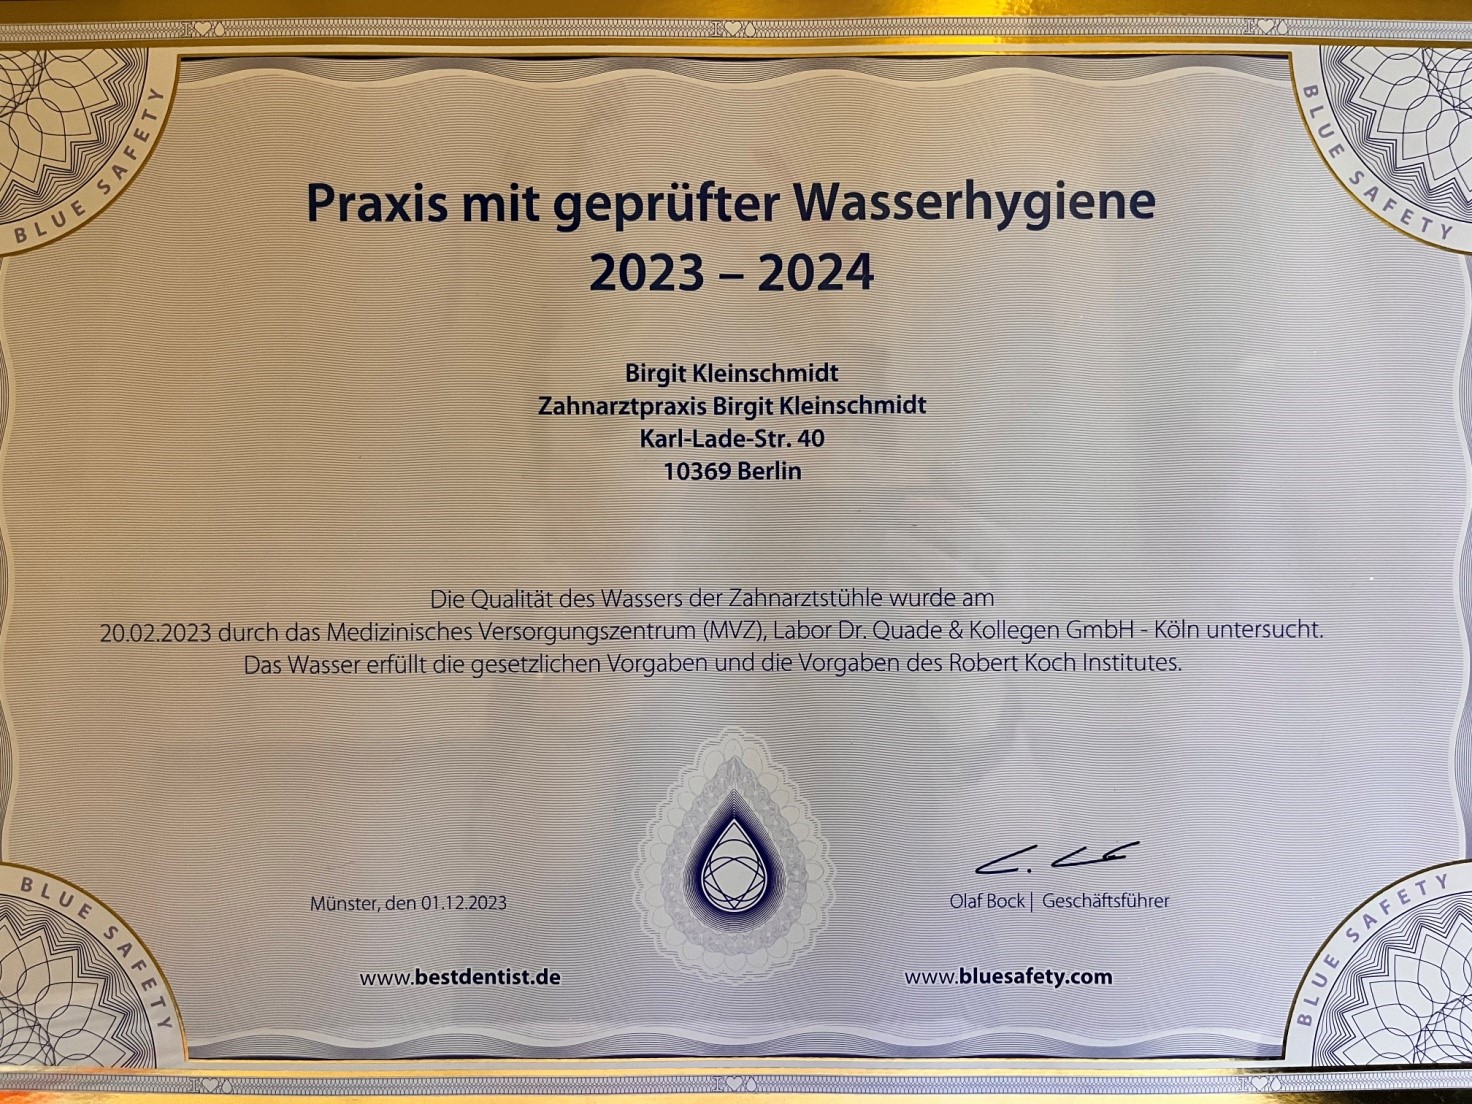 BLUE SAFETY
BLUE SAFETY
Praxis mit geprüfter Wasserhygiene
2023 – 2024
Birgit Kleinschmidt
Zahnarztpraxis Birgit Kleinschmidt
Karl-Lade-Str. 40
10369 Berlin
Die Qualität des Wassers der Zahnarztstühle wurde am
20.02.2023 durch das Medizinisches Versorgungszentrum (MVZ), Labor Dr. Quade & Kollegen GmbH - Köln untersucht.
Das Wasser erfüllt die gesetzlichen Vorgaben und die Vorgaben des Robert Koch Institutes.
Münster, den 01.12.2023
Olaf Bock | Geschäftsführer
www.bestdentist.de
www.bluesafety.com
BLUE SAFETY
BLUE SAFETY